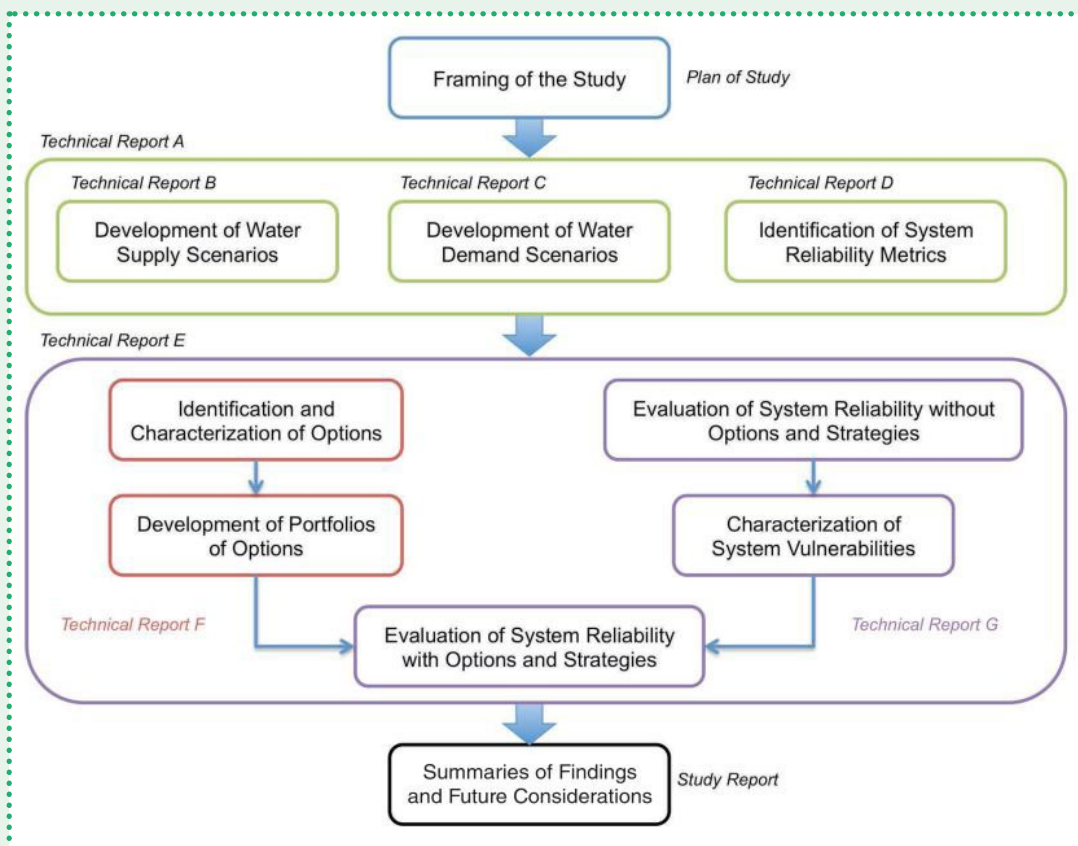 Framing of the Study
Plan of Study
Technical Report A
Technical Report B
Technical Report C
Technical Report D
Development of Water
Supply Scenarios
Development of Water
Demand Scenarios
Identification of System
Reliability Metrics
Technical Report E
Identification and
Characterization of Options
Evaluation of System Reliability without
Options and Strategies
Development of Portfolios
of Options
Characterization of
System Vulnerabilities
Technical Report F
Evaluation of System Reliability
with Options and Strategies
Technical Report G
Summaries of Findings
and Future Considerations
Study Report